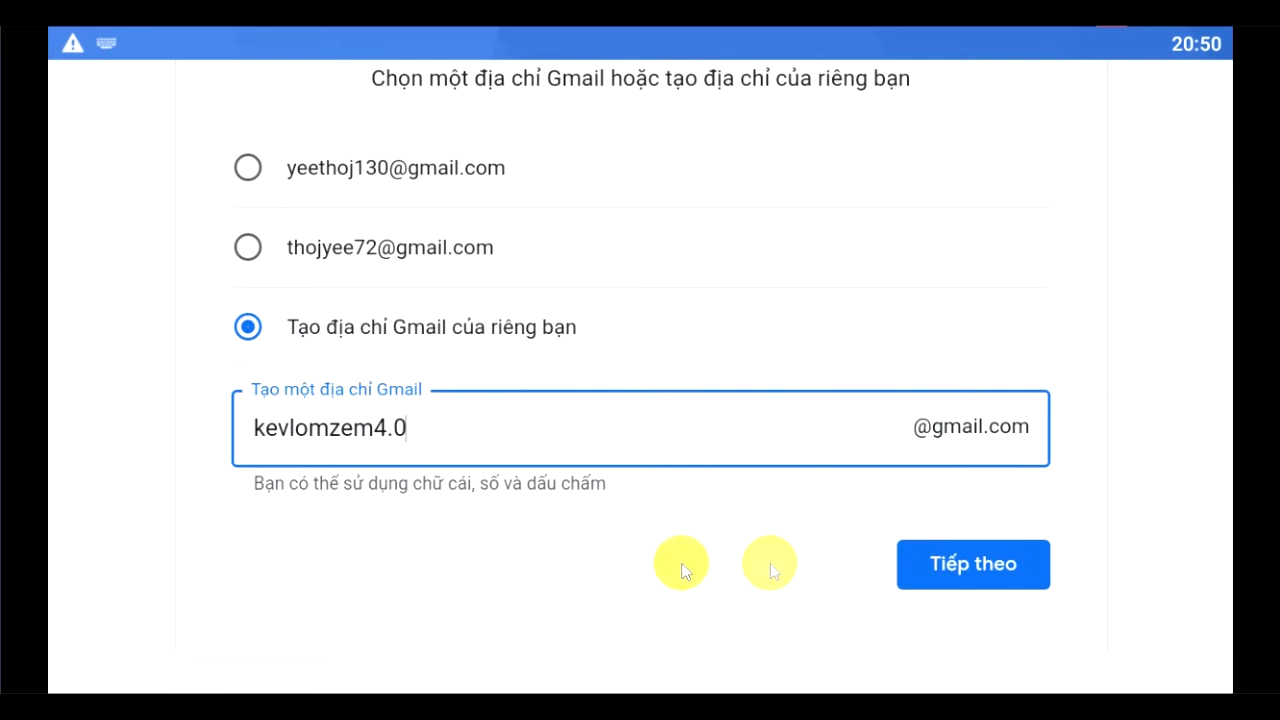 20:50
Chọn một địa chỉ Gmail hoặc tạo địa chỉ của riêng bạn
yeethoj130@gmail.com
thojyee72@gmail.com
Tạo địa chỉ Gmail của riêng bạn
Tạo một địa chỉ Gmail
kevlomzem4.0 @gmail.com
Bạn có thể sử dụng chữ cái, số và dấu chấm
Tiếp theo